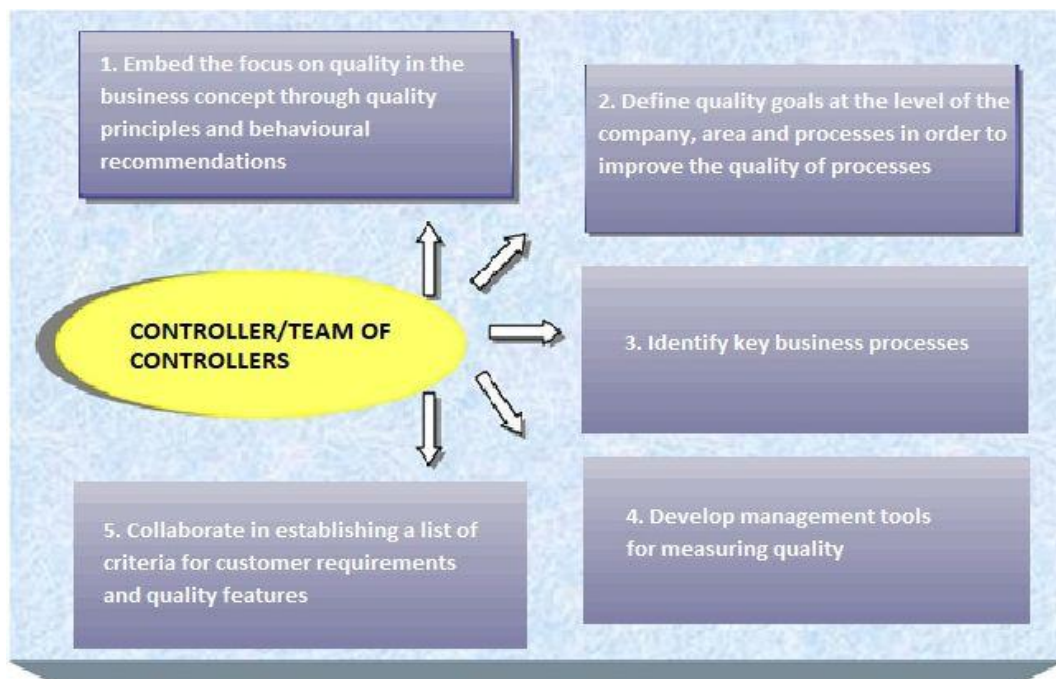 1. Embed the focus on quality in the
business concept through quality
principles and behavioural
recommendations
2. Define quality goals at the level of the
company, area and processes in order to
improve the quality of processes
CONTROLLER/TEAM OF
CONTROLLERS
3. Identify key business processes
4. Develop management tools
for measuring quality
5. Collaborate in establishing a list of
criteria for customer requirements
and quality features